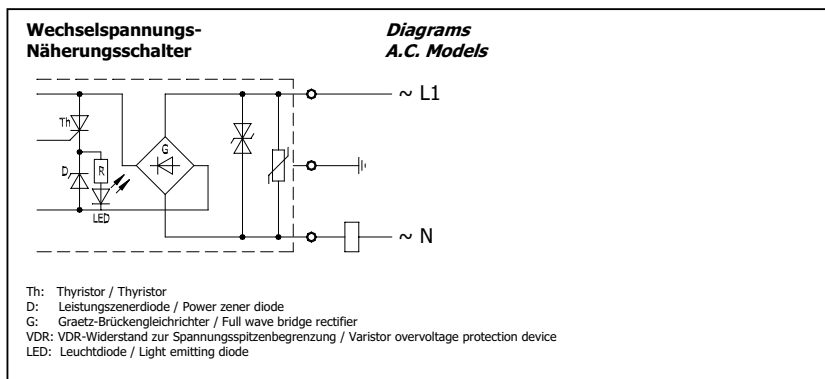 Wechselspannungs-
Näherungsschalter
Diagrams
A.C. Models
~ L1
Th
G
D
R
LED
~ N
Th: Thyristor / Thyristor
D: Leistungszenerdiode / Power zener diode
G: Graetz-Brückengleichrichter / Full wave bridge rectifier
VDR: VDR-Widerstand zur Spannungsspitzenbegrenzung / Varistor overvoltage protection device
LED: Leuchtdiode / Light emitting diode